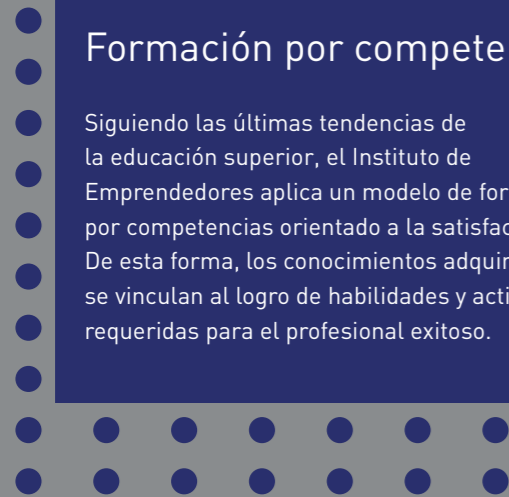 Formación por compete
Siguiendo las últimas tendencias de
la educación superior, el Instituto de
Emprendedores aplica un modelo de for
por competencias orientado a la satisfac
De esta forma, los conocimientos adquir
se vinculan al logro de habilidades y acti
requeridas para el profesional exitoso.